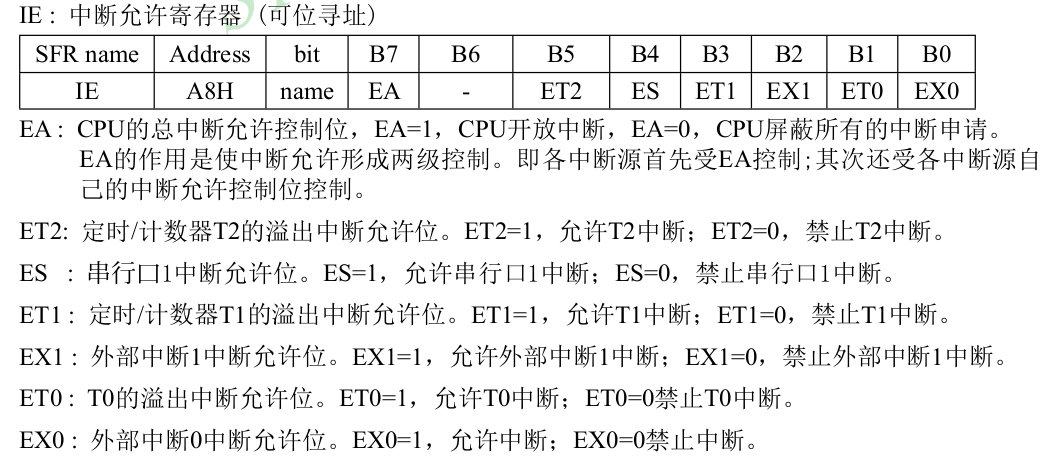 IE : 中断允许寄存器 (可位寻址)
SFR name Address bit B7 B6 B5 B4 B3 B2 B1 B0
IE A8H name EA - ET2 ES ET1 EX1 ET0 EX0
EA : CPU的总中断允许控制位，EA=1，CPU开放中断，EA=0，CPU屏蔽所有的中断申请。
EA的作用是使中断允许形成两级控制。即各中断源首先受EA控制;其次还受各中断源自
己的中断允许控制位控制。
ET2: 定时/计数器T2的溢出中断允许位。ET2=1，允许T2中断；ET2=0，禁止T2中断。
ES : 串行口1中断允许位。ES=1，允许串行口1中断；ES=0，禁止串行口1中断。
ET1 : 定时/计数器T1的溢出中断允许位。ET1=1，允许T1中断；ET1=0，禁止T1中断。
EX1 : 外部中断1中断允许位。EX1=1，允许外部中断1中断；EX1=0，禁止外部中断1中断。
ET0 : T0的溢出中断允许位。ET0=1，允许T0中断；ET0=0禁止T0中断。
EX0 : 外部中断0中断允许位。EX0=1，允许中断；EX0=0禁止中断。